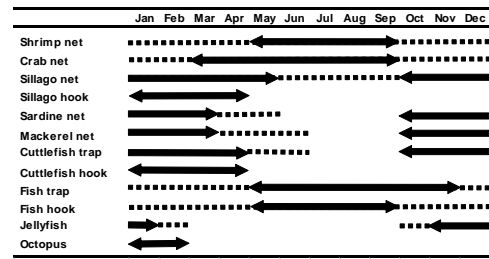 Jan Feb Mar Apr May Jun Jul Aug Sep Oct Nov Dec
Shrimp net
Crab net
Sillago net
Sillago hook
Sardine net
Mackerel net
Cuttlefish trap
Cuttlefish hook
Fish trap
Fish hook
Jellyfish
Octopus